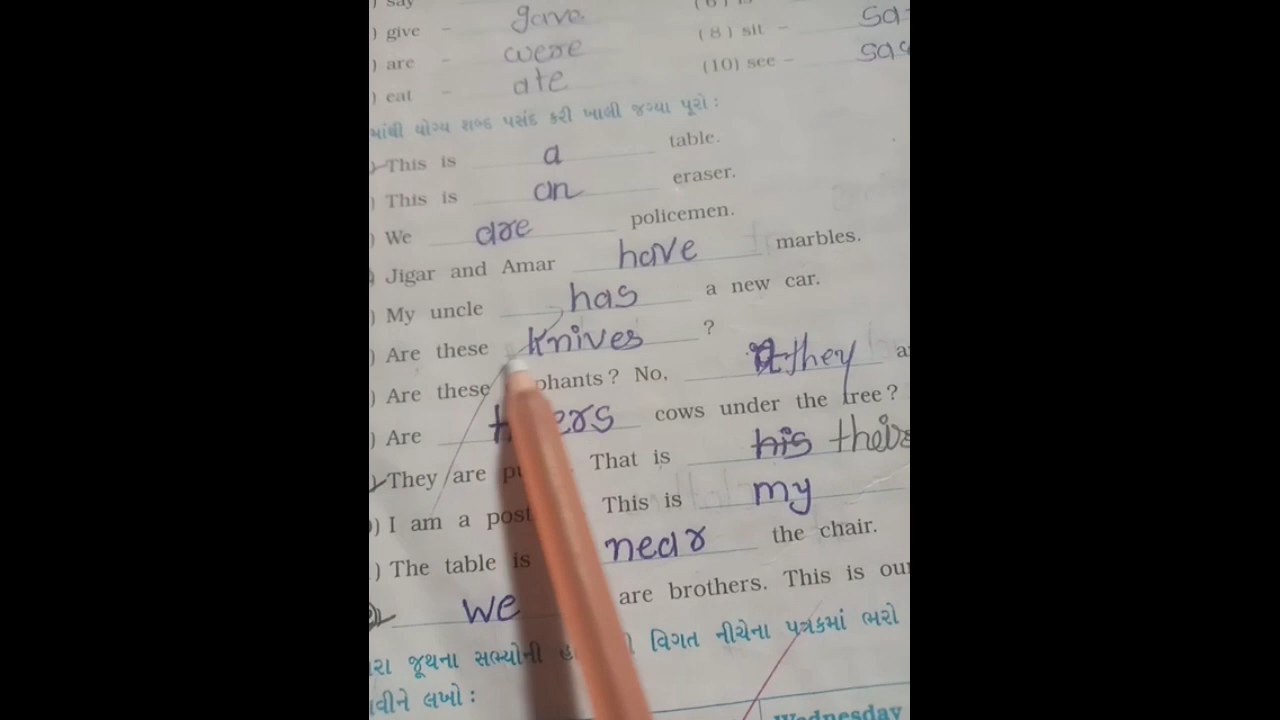 ) say
) give - gave
(8) sit -
) are - were
(10) see -
) eat - ate
માંથી યોગ્ય શબ્દ પસંદ કરી ખાલી જગ્યા પૂરો :
This is a table.
) This is an eraser.
) We are policemen.
) Jigar and Amar have marbles.
) My uncle has a new car.
) Are these knives ?
) Are these phants? No, they
) Are cows under the tree?
They are That is his their
) I am a post This is my
) The table is near the chair.
we are brothers. This is our
રા જૂથના સભ્યોની વિગત નીચેના પત્રકમાં ભરો
વીને લખો :
Wednesday